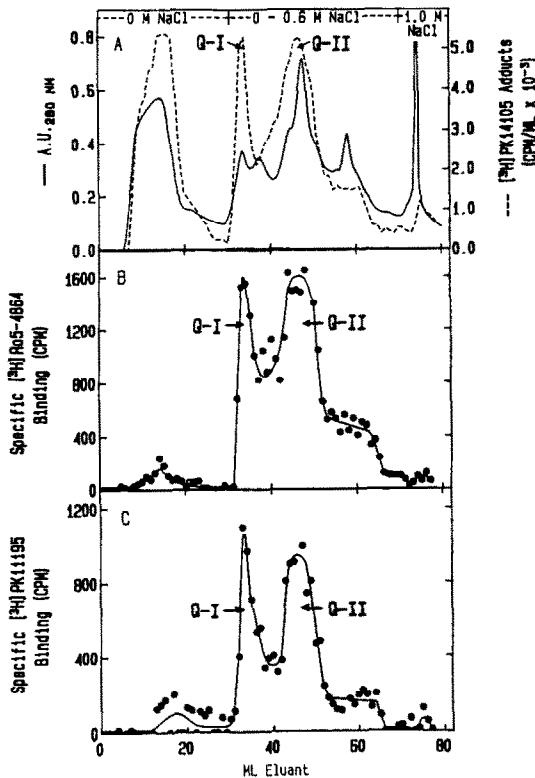 0 M NaCl 0 - 0.6 M NaCl 1.0 M NaCl
A
Q-I
Q-II
0.8
0.6
0.4
0.2
0.0
— A.U.280 NM
5.0
4.0
3.0
2.0
1.0
0.0
--- [³H]PK14105 Adducts
(CPM/ML x 10⁻³)
B
Q-I
Q-II
1600
1200
800
400
0
Specific [³H]Ro5-4864
Binding (CPM)
C
Q-I
Q-II
1200
800
400
0
Specific [³H]PK11195
Binding (CPM)
0 20 40 60 80
ML Eluant